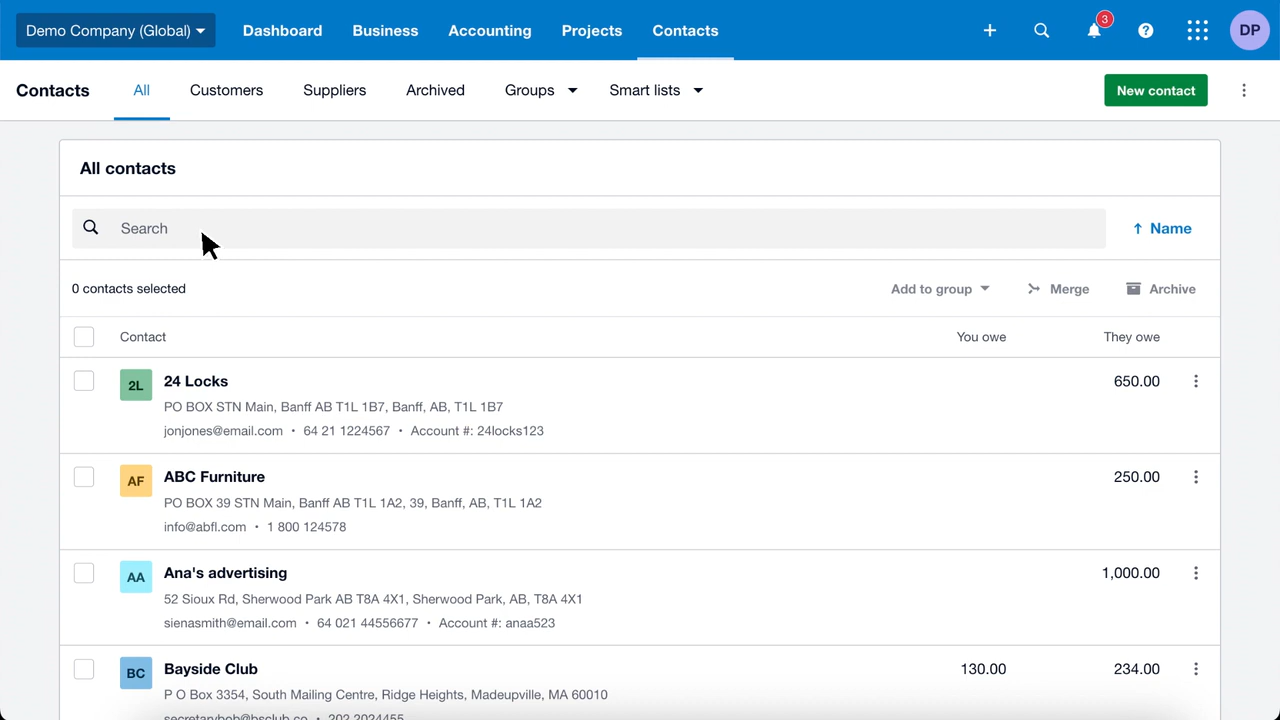 Demo Company (Global) Dashboard Business Accounting Projects Contacts 3 DP
Contacts All Customers Suppliers Archived Groups Smart lists New contact
All contacts
Search Name
0 contacts selected Add to group Merge Archive
Contact You owe They owe
2L 24 Locks 650.00
PO BOX STN Main, Banff AB T1L 1B7, Banff, AB, T1L 1B7
jonjones@email.com • 64 21 1224567 • Account #: 24locks123
AF ABC Furniture 250.00
PO BOX 39 STN Main, Banff AB T1L 1A2, 39, Banff, AB, T1L 1A2
info@abfl.com • 1 800 124578
AA Ana's advertising 1,000.00
52 Sioux Rd, Sherwood Park AB T8A 4X1, Sherwood Park, AB, T8A 4X1
sienasmith@email.com • 64 021 44556677 • Account #: anaa523
BC Bayside Club 130.00 234.00
P O Box 3354, South Mailing Centre, Ridge Heights, Madeupville, MA 60010
secretarybob@bsclub.co • 202 2024455